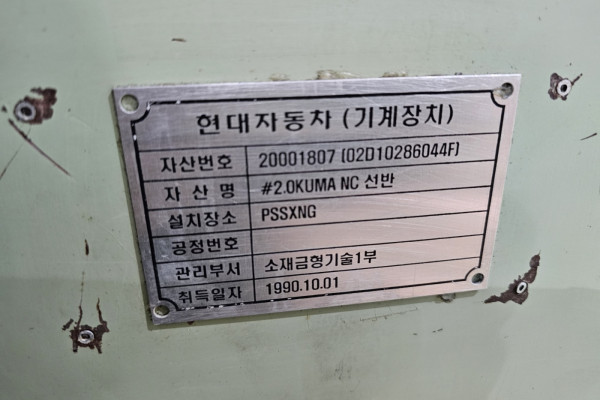 현대자동차 (기계장치)
자산번호 20001807 (02D10286044F)
자 산 명 #2.OKUMA NC 선반
설치장소 PSSXNG
공정번호
관리부서 소재금형기술1부
취득일자 1990.10.01